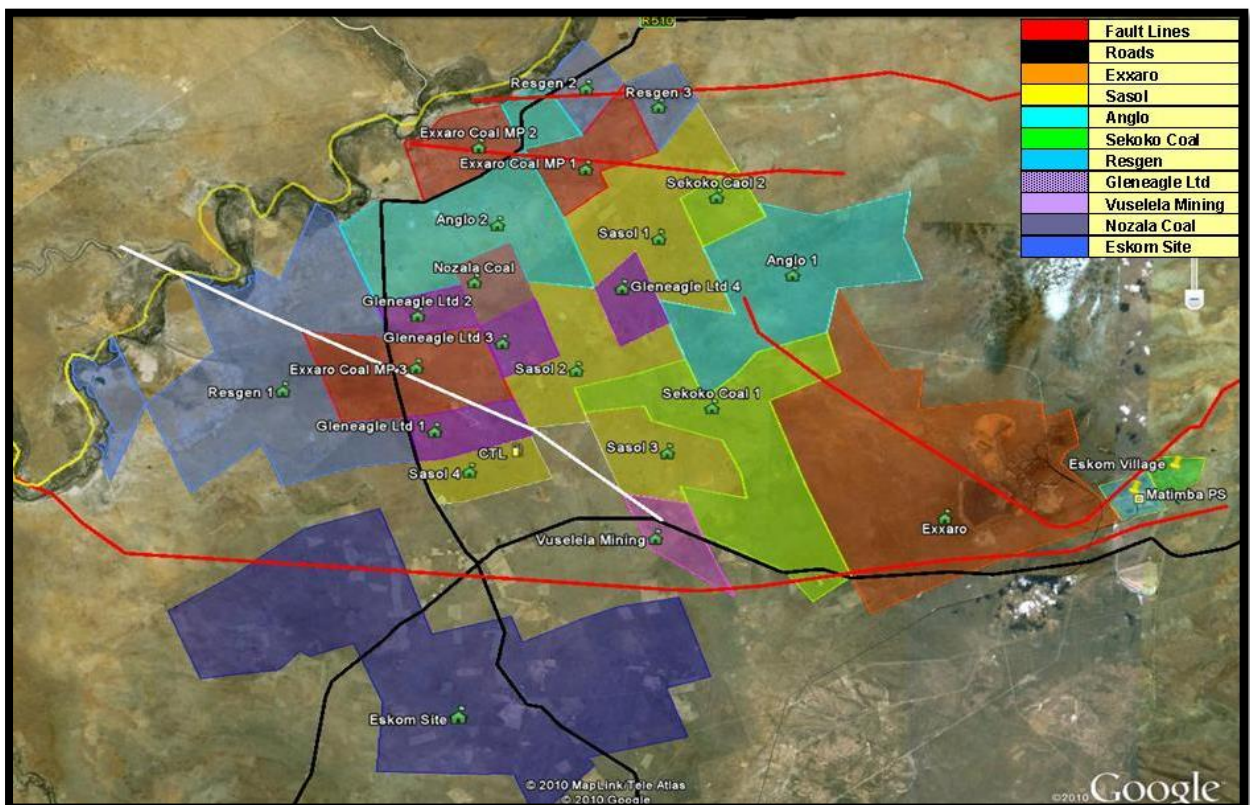 R510
Fault Lines
Roads
Exxaro
Sasol
Anglo
Sekoko Coal
Resgen
Gleneagle Ltd
Vuselela Mining
Nozala Coal
Eskom Site
Resgen 2
Resgen 3
Exxaro Coal MP 2
Exxaro Coal MP 1
Sekoko Caol 2
Anglo 2
Sasol 1
Anglo 1
Nozala Coal
Gleneagle Ltd 4
Gleneagle Ltd 2
Gleneagle Ltd 3
Exxaro Coal MP 3
Sasol 2
Resgen 1
Sekoko Coal 1
Gleneagle Ltd 1
CTL
Sasol 3
Sasol 4
Eskom Village
Matimba PS
Exxaro
Vuselela Mining
Eskom Site
© 2010 MapLink/Tele Atlas
© 2010 Google
©2010 Google